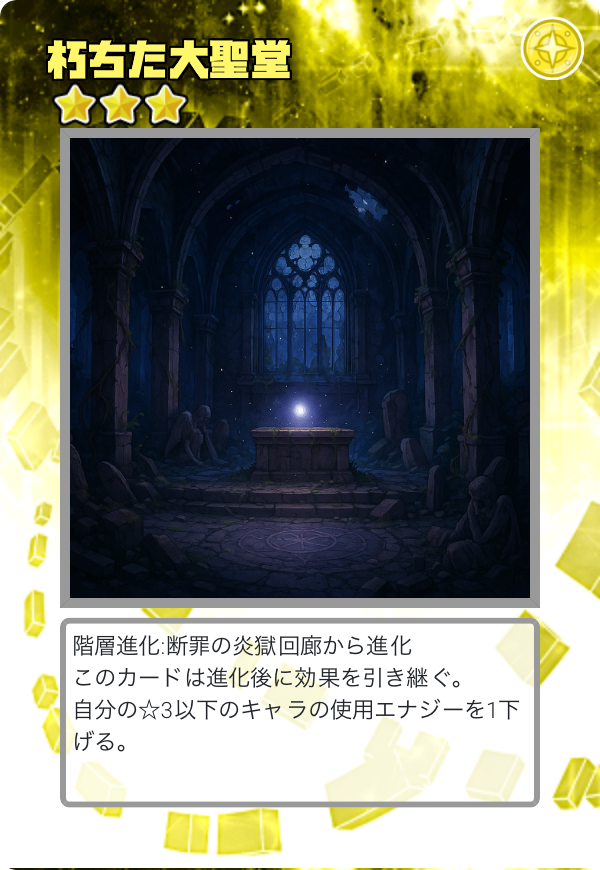 朽ちた大聖堂
階層進化:断罪の炎獄回廊から進化
このカードは進化後に効果を引き継ぐ。
自分の☆3以下のキャラの使用エナジーを1下
げる。